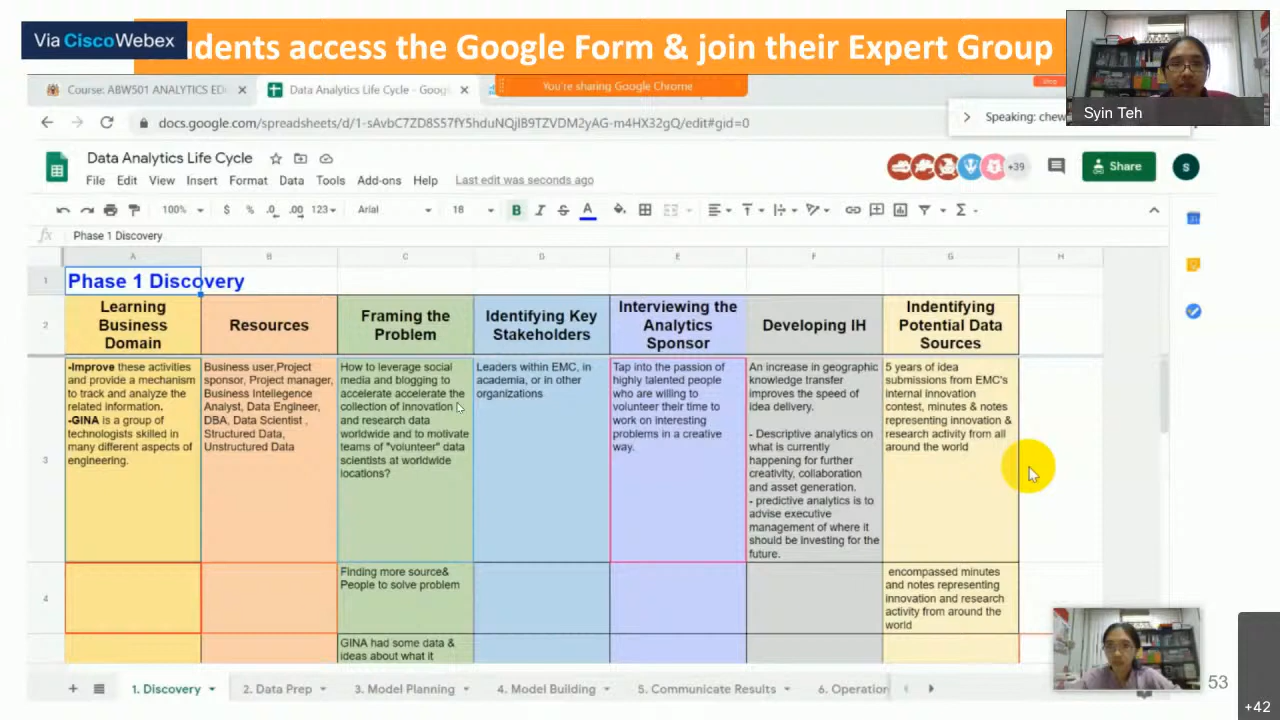 Via Cisco Webex
udents access the Google Form & join their Expert Group
Syin Teh
Course: ABW501 ANALYTICS ED
Data Analytics Life Cycle - Goog
You're sharing Google Chrome
Stop
Speaking: chew
docs.google.com/spreadsheets/d/
/edit#gid=0
Data Analytics Life Cycle
+39
Share
S
File Edit View Insert Format Data Tools Add-ons Help Last edit was seconds ago
100% $ % .0 .00 123 Arial 18 B I S A
fx Phase 1 Discovery
A B C D E F G H
1 Phase 1 Discovery
2
Learning
Business
Domain
Resources
Framing the
Problem
Identifying Key
Stakeholders
Interviewing the
Analytics
Sponsor
Developing IH
Indentifying
Potential Data
Sources
3
-Improve these activities
and provide a mechanism
to track and analyze the
related information.
-GINA is a group of
technologists skilled in
many different aspects of
engineering.
Business user,Project
sponsor, Project manager,
Business Intellegence
Analyst, Data Engineer,
DBA, Data Scientist ,
Structured Data,
Unstructured Data
How to leverage social
media and blogging to
accelerate accelerate the
collection of innovation
and research data
worldwide and to motivate
teams of "volunteer" data
scientists at worldwide
locations?
Leaders within EMC, in
academia, or in other
organizations
Tap into the passion of
highly talented people
who are willing to
volunteer their time to
work on interesting
problems in a creative
way.
An increase in geographic
knowledge transfer
improves the speed of
idea delivery.
- Descriptive analytics on
what is currently
happening for further
creativity, collaboration
and asset generation.
- predictive analytics is to
advise executive
management of where it
should be investing for the
future.
5 years of idea
submissions from EMC's
internal innovation
contest, minutes & notes
representing innovation &
research activity from all
around the world
4
Finding more source&
People to solve problem
encompassed minutes
and notes representing
innovation and research
activity from around the
world
GINA had some data &
ideas about what it
1. Discovery 2. Data Prep 3. Model Planning 4. Model Building 5. Communicate Results 6. Operation
53
+42